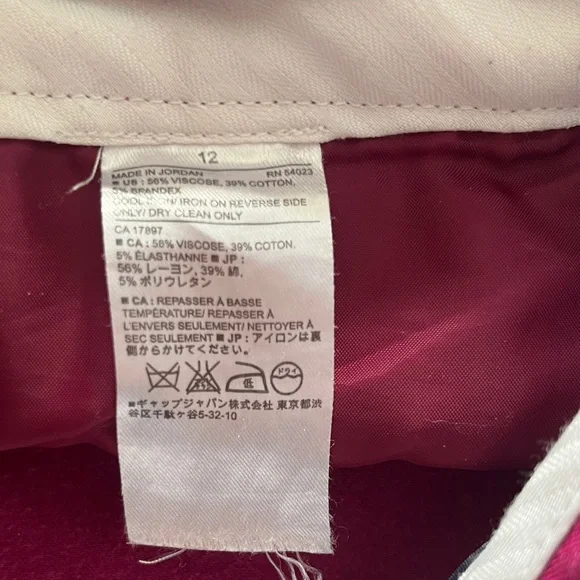 12
MADE IN JORDAN RN 54023
■ US: 56% VISCOSE, 39% COTTON,
5% SPANDEX
COOL IRON/IRON ON REVERSE SIDE
ONLY/ DRY CLEAN ONLY
CA 17897
■ CA: 56% VISCOSE, 39% COTON.
5% ÉLASTHANNE ■ JP:
56% レーヨン, 39% 綿,
5% ポリウレタン
■ CA: REPASSER À BASSE
TEMPÉRATURE/ REPASSER À
L'ENVERS SEULEMENT/ NETTOYER À
SEC SEULEMENT ■ JP: アイロンは裏
側からかけてください。
低 ドライ
■ギャップジャパン株式会社 東京都渋
谷区千駄ヶ谷5-32-10